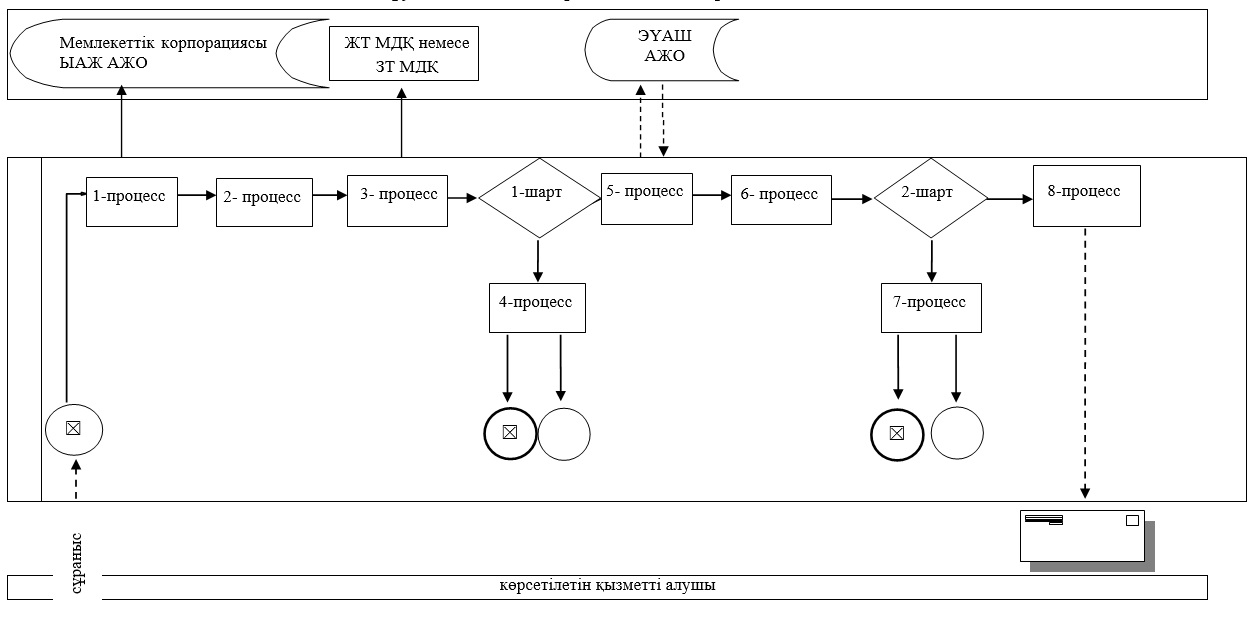 Мемлекеттік корпорациясы
ЫАЖ АЖО
ЖТ МДҚ немесе
ЗТ МДҚ
ЭҮАШ
АЖО
1-процесс
2- процесс
3- процесс
1-шарт
5- процесс
6- процесс
2-шарт
8-процесс
4-процесс
7-процесс
сұраныс
көрсетілетін қызметті алушы